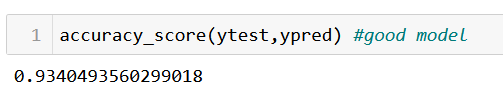 1 accuracy_score(ytest,ypred) #good model
0.9340493560299018